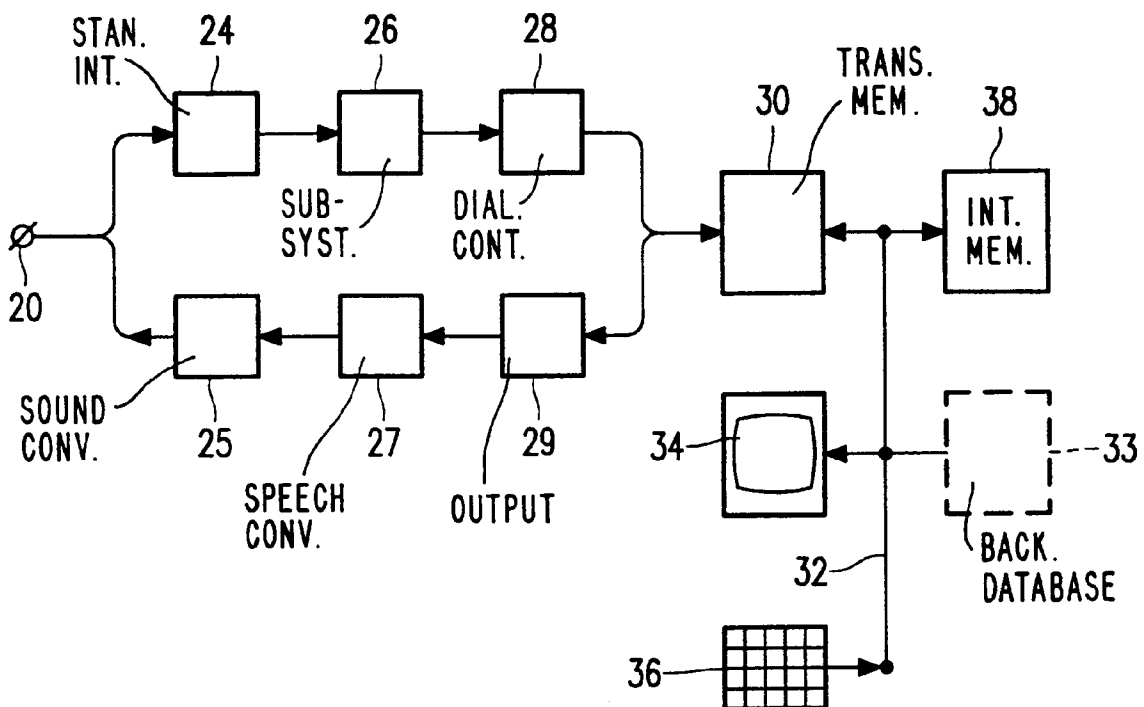 STAN.
INT.
24
26
28
TRANS.
MEM.
30
38
SUB-
SYST.
DIAL.
CONT.
INT.
MEM.
20
SOUND
CONV.
25
27
29
SPEECH
CONV.
OUTPUT
34
33
32
BACK.
DATABASE
36